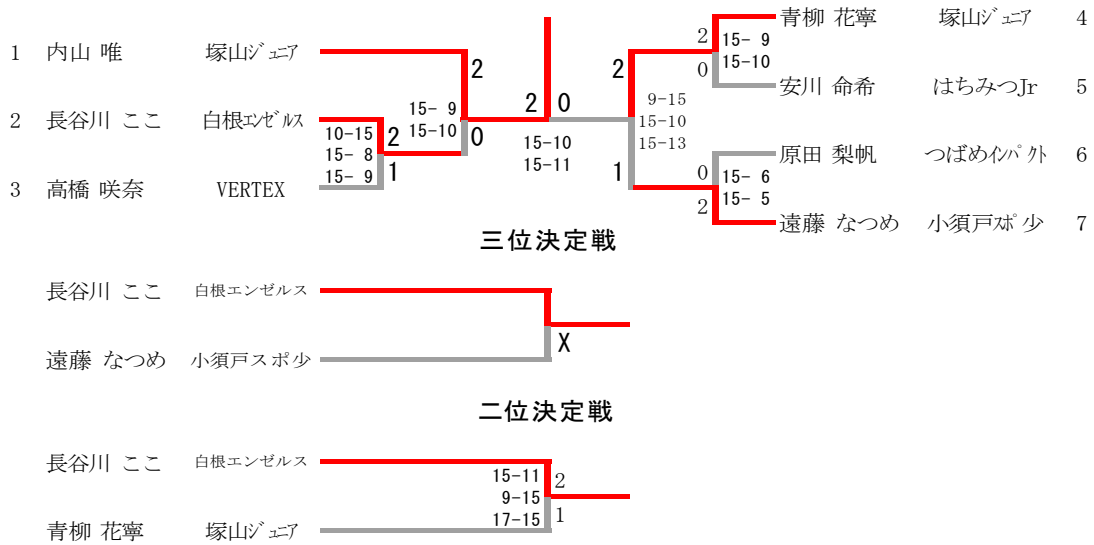 1 内山 唯 塚山ジュニア
2 長谷川 ここ 白根エンゼルス
3 高橋 咲奈 VERTEX
10-15
15- 8
15- 9
2
1
15- 9
15-10
2
0
2 0
15-10
15-11
2
1
9-15
15-10
15-13
2
0
15- 9
15-10
0
2
15- 6
15- 5
青柳 花寧 塚山ジュニア 4
安川 命希 はちみつJr 5
原田 梨帆 つばめインパクト 6
遠藤 なつめ 小須戸スポ少 7
三位決定戦
長谷川 ここ 白根エンゼルス
遠藤 なつめ 小須戸スポ少
X
二位決定戦
長谷川 ここ 白根エンゼルス
青柳 花寧 塚山ジュニア
15-11
9-15
17-15
2
1